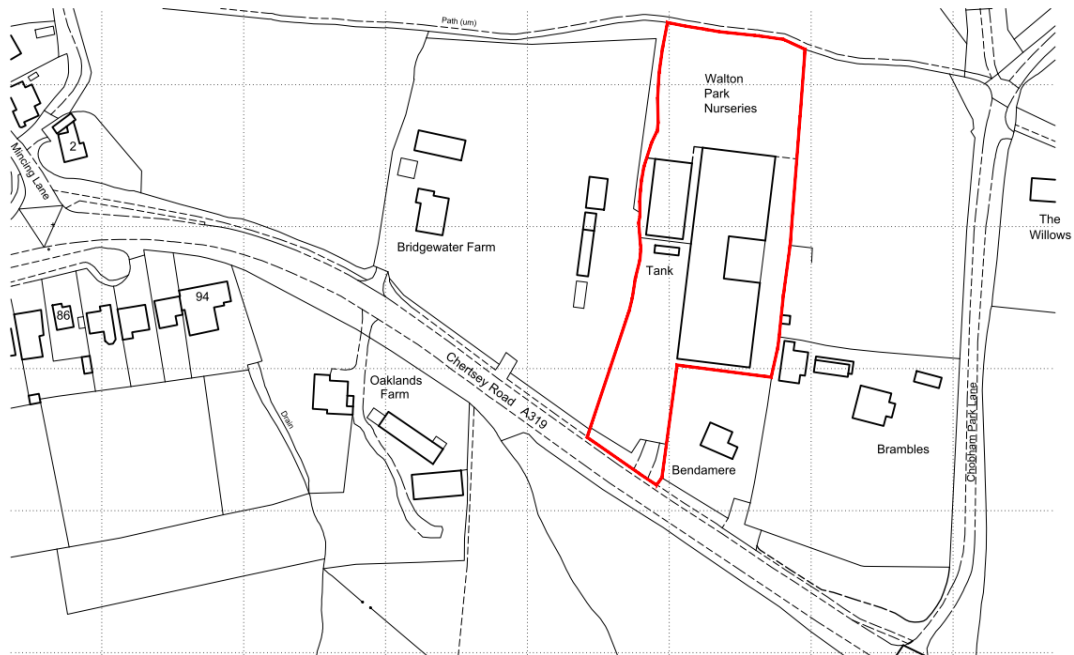 Path (um)
Walton
Park
Nurseries
2
Mincing Lane
The
Willows
Bridgewater Farm
Tank
94
86
Chertsey Road
A319
Oaklands
Farm
Drain
Chobham Park Lane
Brambles
Bendamere